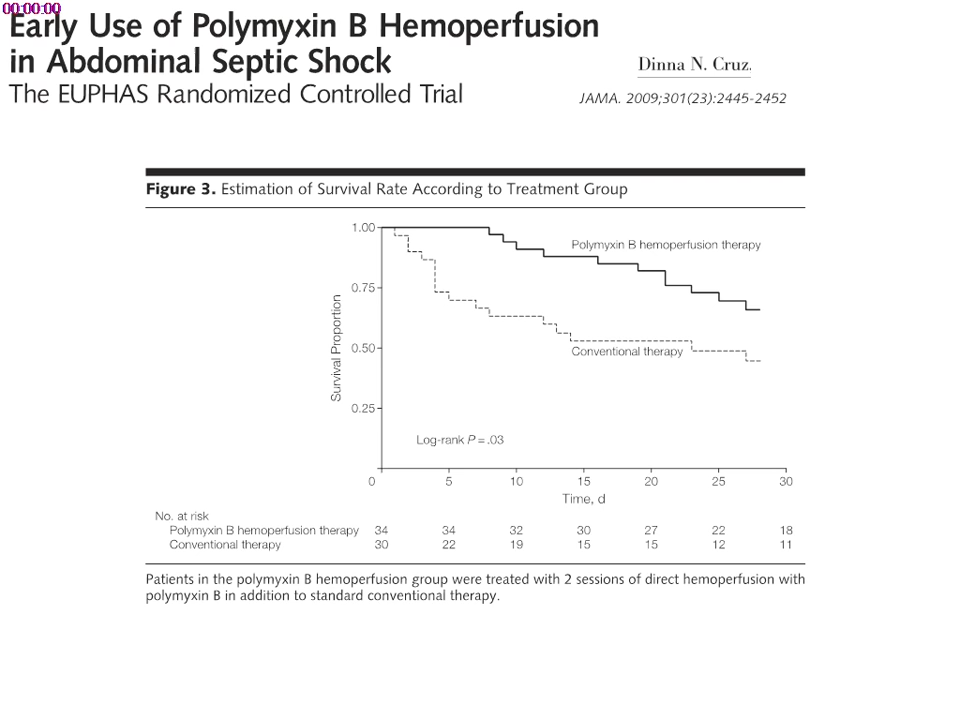 00:00:00
Early Use of Polymyxin B Hemoperfusion
in Abdominal Septic Shock
Dinna N. Cruz.
The EUPHAS Randomized Controlled Trial
JAMA. 2009;301(23):2445-2452
Figure 3. Estimation of Survival Rate According to Treatment Group
1.00
Polymyxin B hemoperfusion therapy
0.75
Survival Proportion
0.50
Conventional therapy
0.25
Log-rank P = .03
0 5 10 15 20 25 30
Time, d
No. at risk
Polymyxin B hemoperfusion therapy 34 34 32 30 27 22 18
Conventional therapy 30 22 19 15 15 12 11
Patients in the polymyxin B hemoperfusion group were treated with 2 sessions of direct hemoperfusion with
polymyxin B in addition to standard conventional therapy.